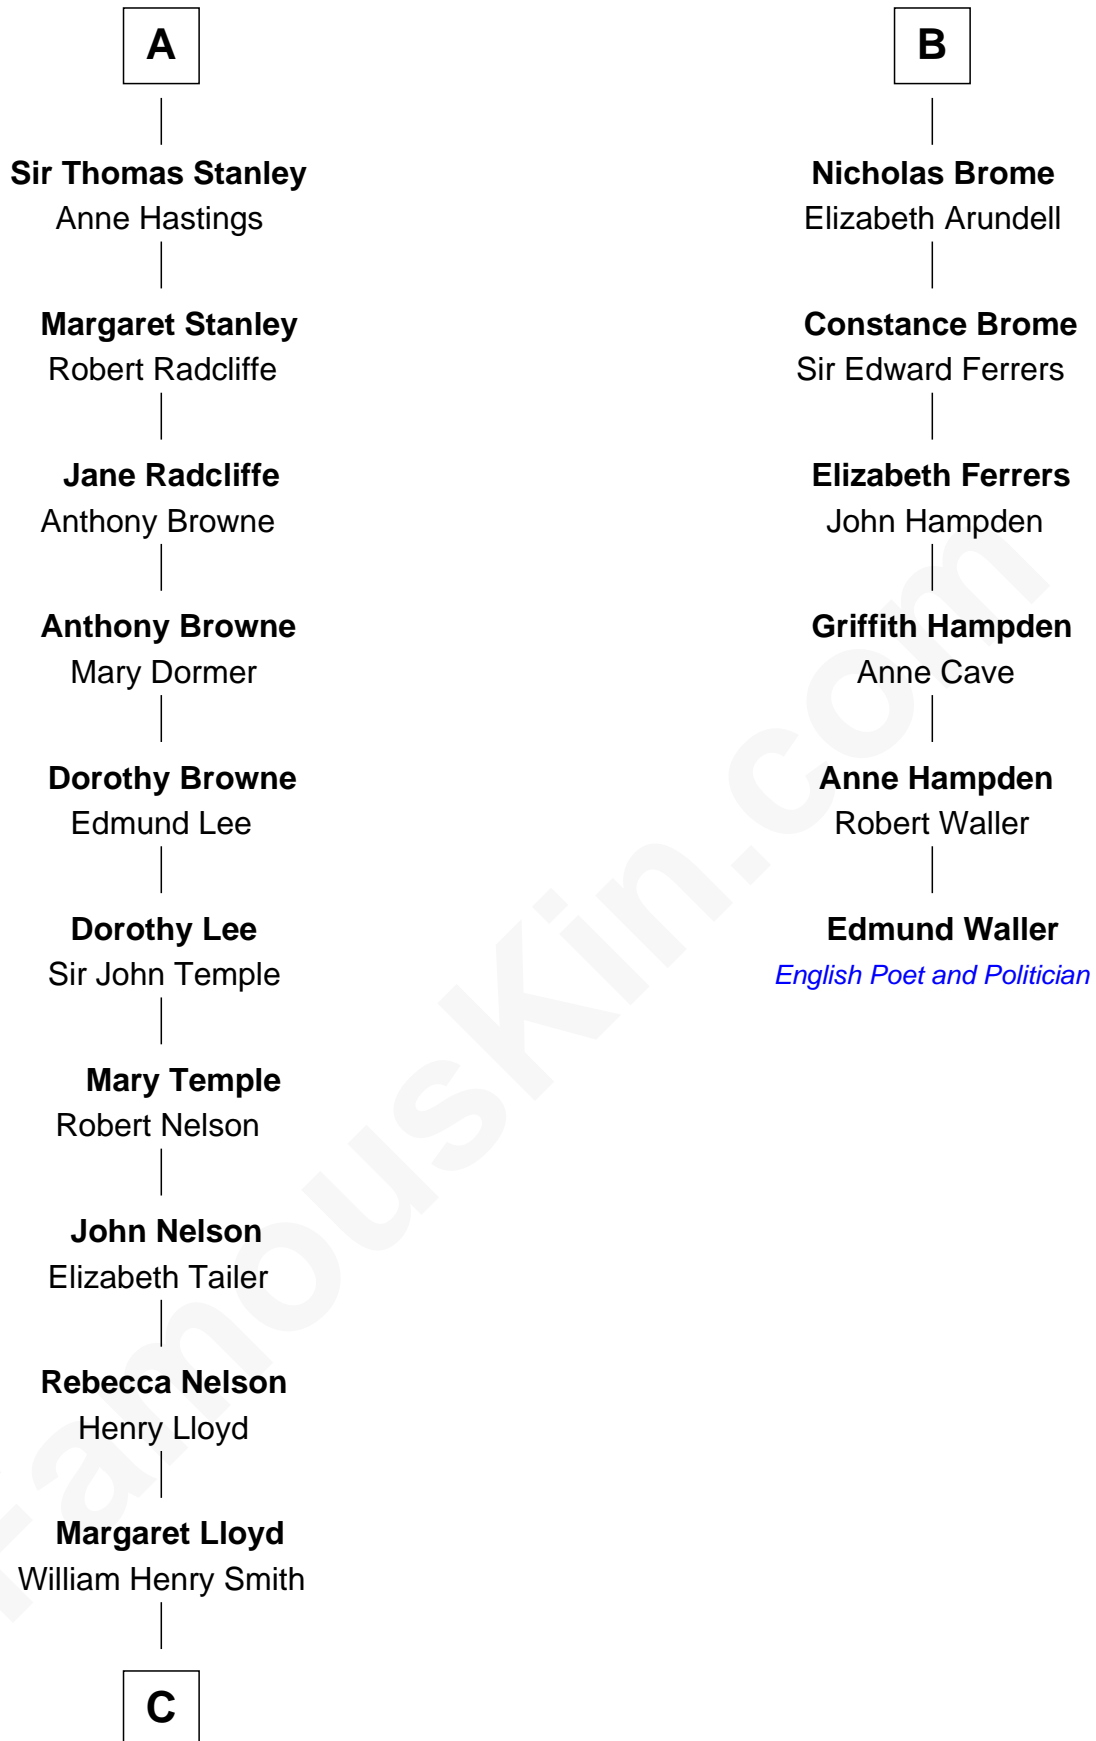 A
Sir Thomas Stanley
Anne Hastings
Margaret Stanley
Robert Radcliffe
Jane Radcliffe
Anthony Browne
Anthony Browne
Mary Dormer
Dorothy Browne
Edmund Lee
Dorothy Lee
Sir John Temple
Mary Temple
Robert Nelson
John Nelson
Elizabeth Tailer
Rebecca Nelson
Henry Lloyd
Margaret Lloyd
William Henry Smith
C
B
Nicholas Brome
Elizabeth Arundell
Constance Brome
Sir Edward Ferrers
Elizabeth Ferrers
John Hampden
Griffith Hampden
Anne Cave
Anne Hampden
Robert Waller
Edmund Waller
English Poet and Politician
FamousKin.com